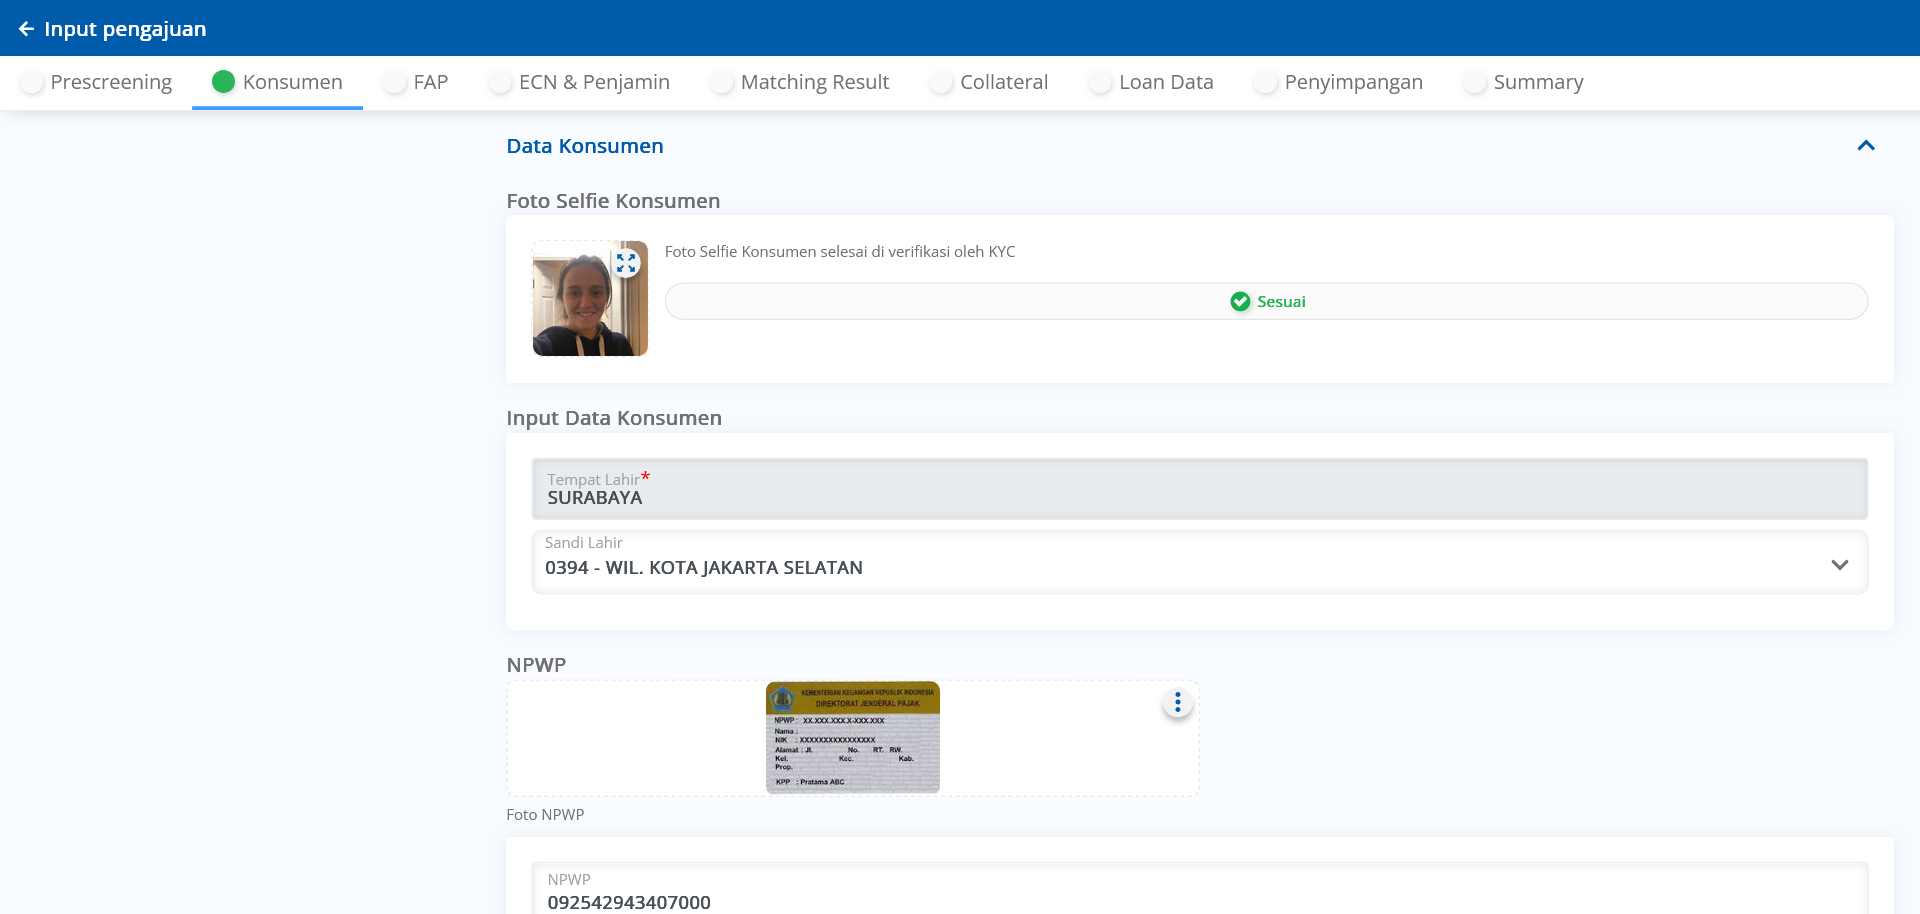 Input pengajuan
Prescreening
Konsumen
FAP
ECN & Penjamin
Matching Result
Collateral
Loan Data
Penyimpangan
Summary
Data Konsumen
Foto Selfie Konsumen
Foto Selfie Konsumen selesai di verifikasi oleh KYC
Sesuai
Input Data Konsumen
Tempat Lahir*
SURABAYA
Sandi Lahir
0394 - WIL. KOTA JAKARTA SELATAN
NPWP
KEMENTERIAN KEUANGAN REPUBLIK INDONESIA
DIREKTORAT JENDERAL PAJAK
NPWP : XX.XXX.XXX.X-XXX.XXX
Nama :
NIK : XXXXXXXXXXXXXXXX
Alamat : Jl. No. RT. RW.
Kel. Kec. Kab.
Prop.
KPP : Pratama ABC
Foto NPWP
NPWP
092542943407000